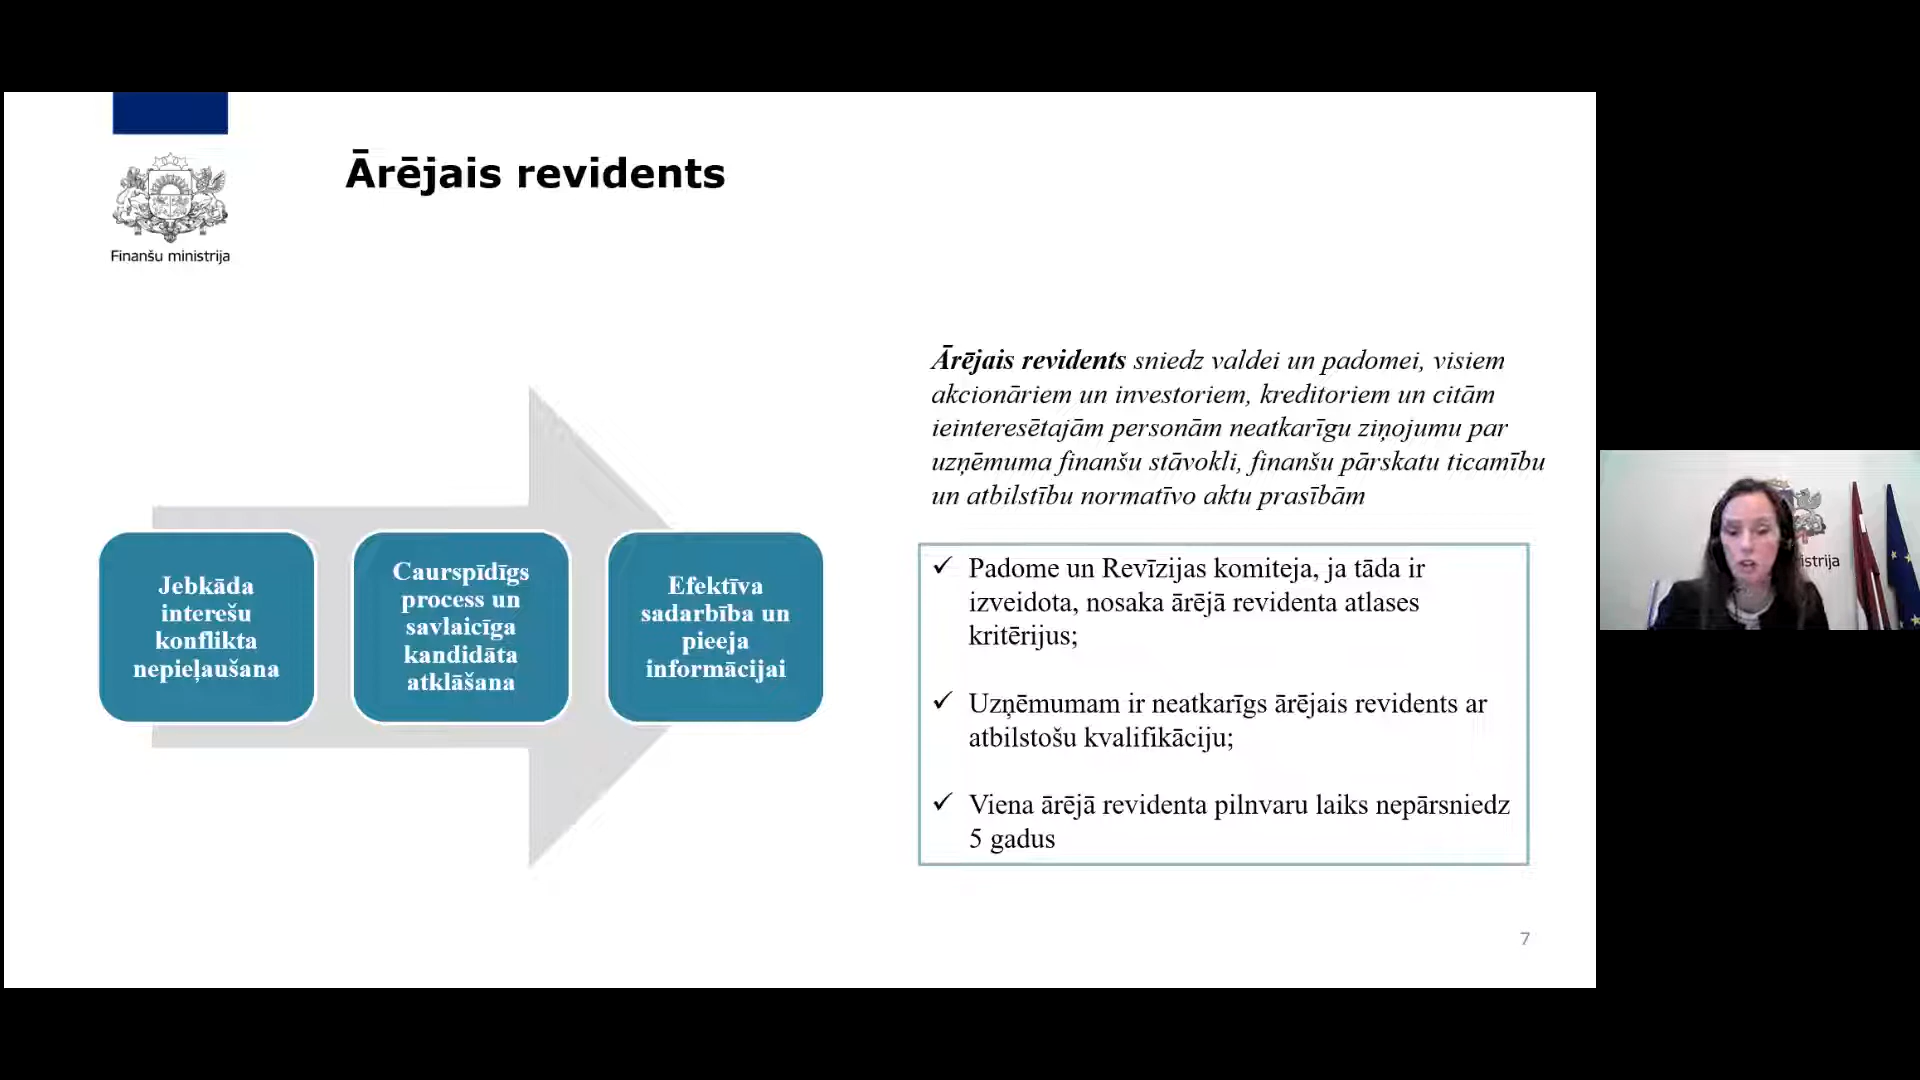 Finanšu ministrija
Ārējais revidents
Jebkāda
interešu
konflikta
nepieļaušana
Caurspīdīgs
process un
savlaicīga
kandidāta
atklāšana
Efektīva
sadarbība un
pieeja
informācijai
Ārējais revidents sniedz valdei un padomei, visiem
akcionāriem un investoriem, kreditoriem un citām
ieinteresētajām personām neatkarīgu ziņojumu par
uzņēmuma finanšu stāvokli, finanšu pārskatu ticamību
un atbilstību normatīvo aktu prasībām
✓ Padome un Revīzijas komiteja, ja tāda ir
izveidota, nosaka ārējā revidenta atlases
kritērijus;
✓ Uzņēmumam ir neatkarīgs ārējais revidents ar
atbilstošu kvalifikāciju;
✓ Viena ārējā revidenta pilnvaru laiks nepārsniedz
5 gadus
7